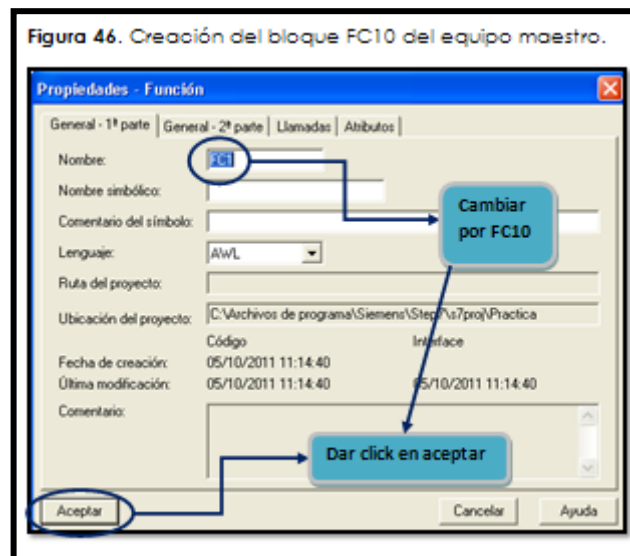 Figura 46. Creación del bloque FC10 del equipo maestro.
Propiedades - Función
General - 1ª parte
General - 2ª parte
Llamadas
Atributos
Nombre:
FC1
Nombre simbólico:
Comentario del símbolo:
Cambiar
por FC10
Lenguaje:
AWL
Ruta del proyecto:
Ubicación del proyecto:
C:\Archivos de programa\Siemens\Step7\s7proj\Practica
Código
Interface
Fecha de creación:
05/10/2011 11:14:40
Última modificación:
05/10/2011 11:14:40
05/10/2011 11:14:40
Comentario:
Dar click en aceptar
Aceptar
Cancelar
Ayuda